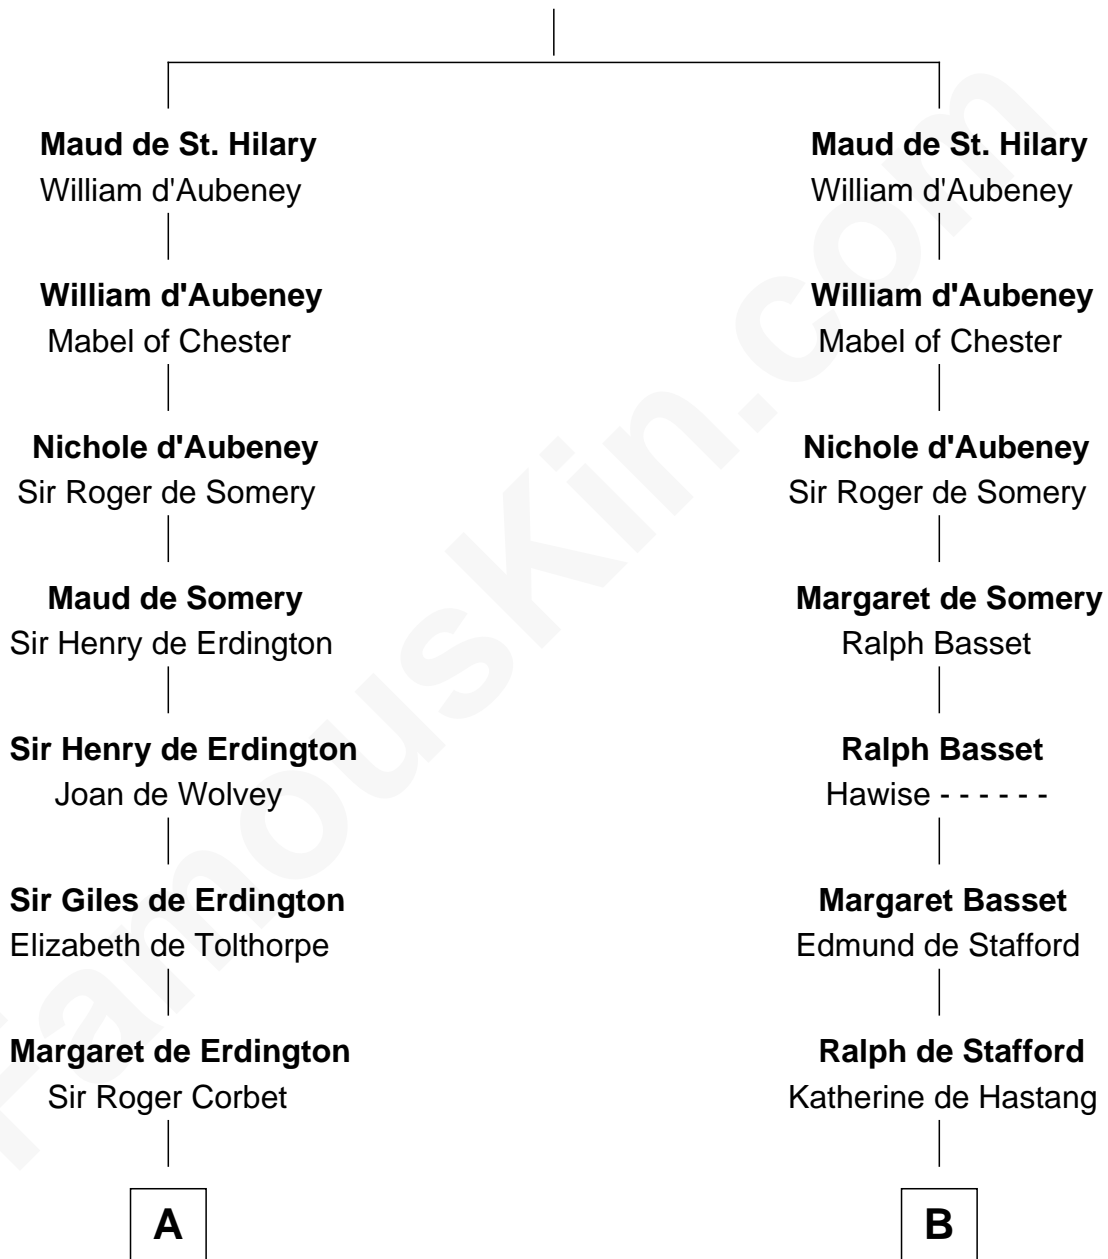 Maud de St. Hilary
William d'Aubeney
William d'Aubeney
Mabel of Chester
Nichole d'Aubeney
Sir Roger de Somery
Maud de Somery
Sir Henry de Erdington
Sir Henry de Erdington
Joan de Wolvey
Sir Giles de Erdington
Elizabeth de Tolthorpe
Margaret de Erdington
Sir Roger Corbet
A
Maud de St. Hilary
William d'Aubeney
William d'Aubeney
Mabel of Chester
Nichole d'Aubeney
Sir Roger de Somery
Margaret de Somery
Ralph Basset
Ralph Basset
Hawise - - - - - -
Margaret Basset
Edmund de Stafford
Ralph de Stafford
Katherine de Hastang
B
FamousKin.com